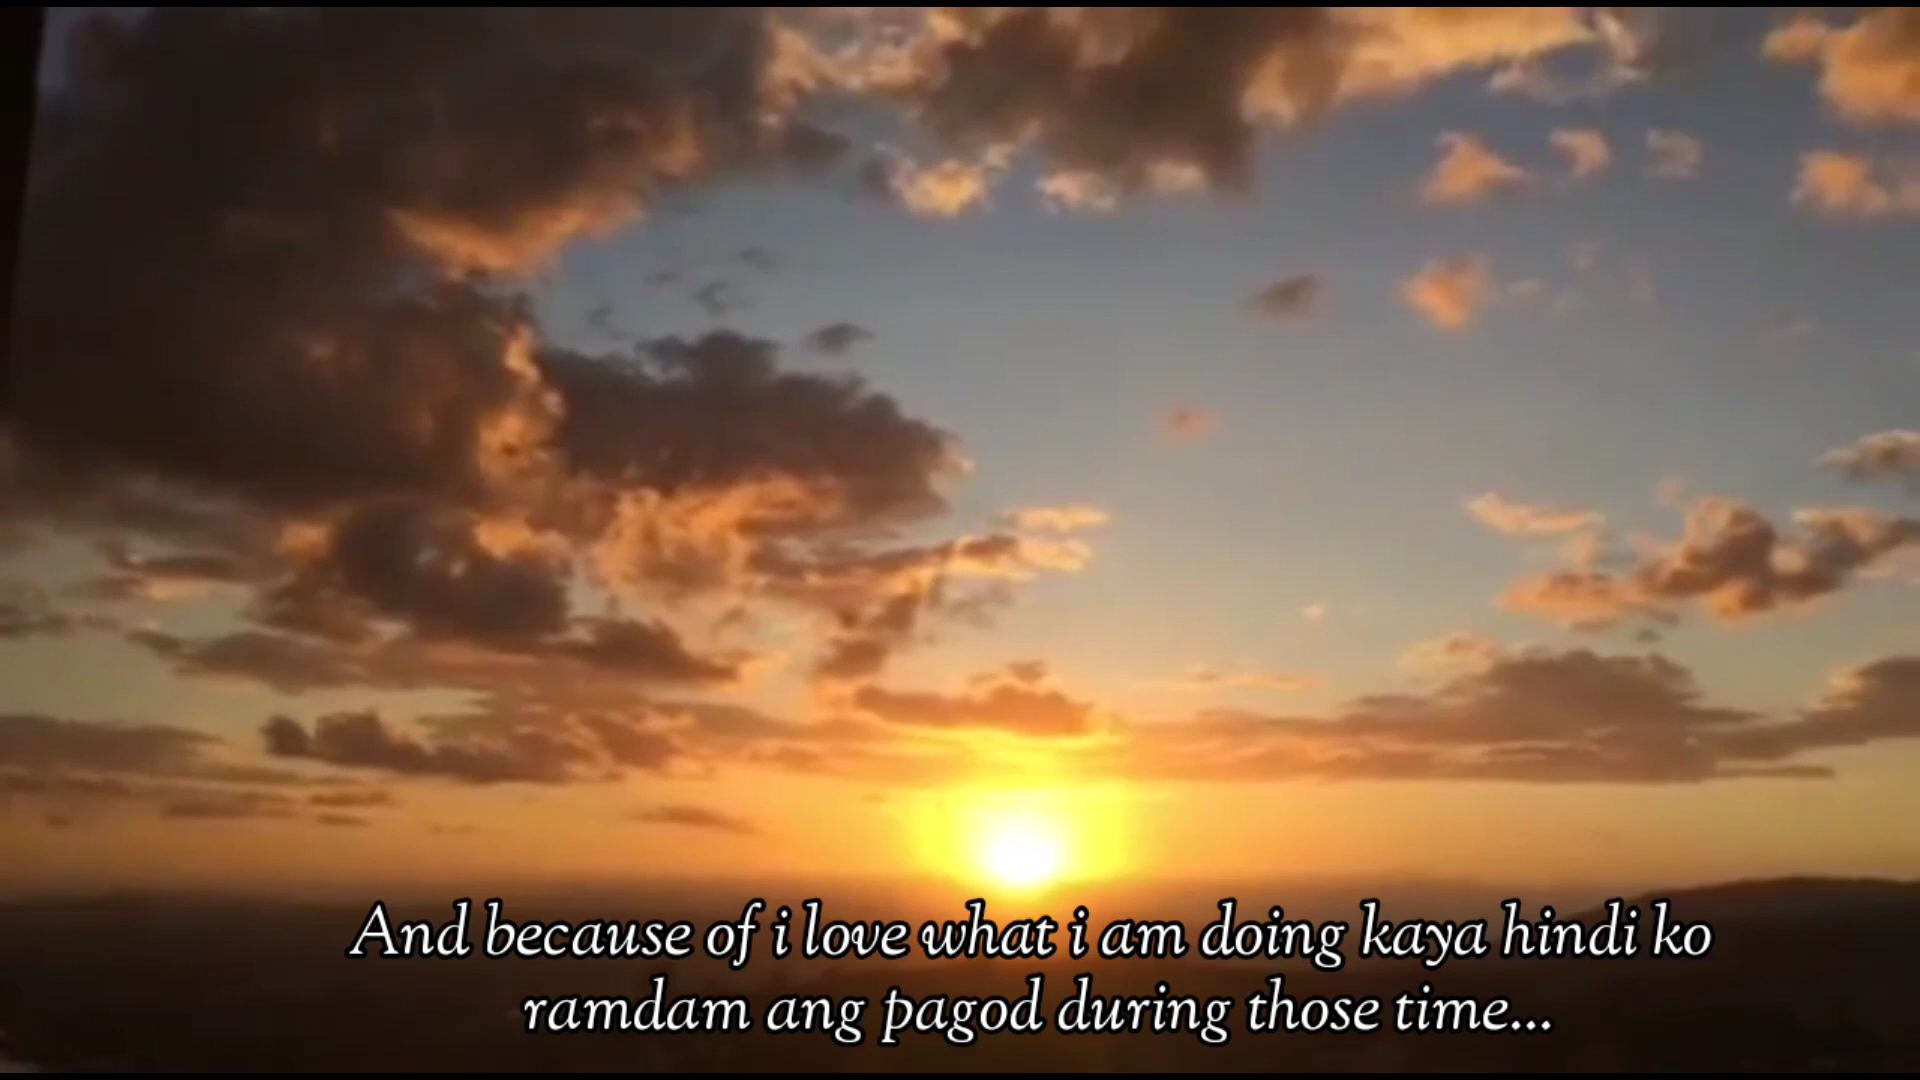 And because of i love what i am doing kaya hindi ko
ramdam ang pagod during those time...